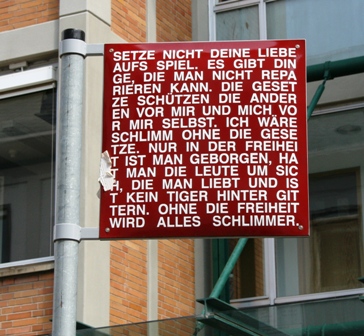 SETZE NICHT DEINE LIEBE
AUFS SPIEL. ES GIBT DIN
GE, DIE MAN NICHT REPA
RIEREN KANN. DIE GESET
ZE SCHÜTZEN DIE ANDER
EN VOR MIR UND MICH VO
R MIR SELBST. ICH WÄRE
SCHLIMM OHNE DIE GESE
TZE. NUR IN DER FREIHEI
T IST MAN GEBORGEN, HA
T MAN DIE LEUTE UM SIC
H, DIE MAN LIEBT UND IS
T KEIN TIGER HINTER GIT
TERN. OHNE DIE FREIHEIT
WIRD ALLES SCHLIMMER.